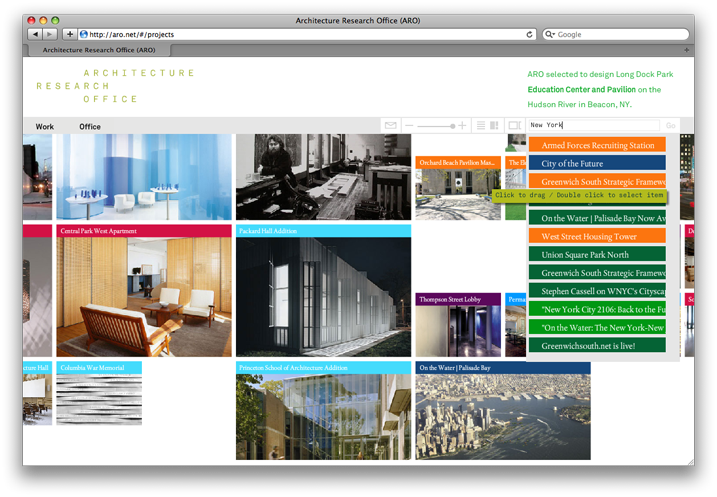 Architecture Research Office (ARO)
http://aro.net/#/projects
Google
Architecture Research Office (ARO)
ARCHITECTURE
RESEARCH
OFFICE
ARO selected to design Long Dock Park
Education Center and Pavilion on the
Hudson River in Beacon, NY.
Work
Office
New York
Go
Armed Forces Recruiting Station
City of the Future
Greenwich South Strategic Framewo
Click to drag / Double click to select item
On the Water | Palisade Bay Now Av
West Street Housing Tower
Union Square Park North
Greenwich South Strategic Framewo
Stephen Cassell on WNYC's Cityscap
"New York City 2106: Back to the Fu
"On the Water: The New York-New
Greenwichsouth.net is live!
Orchard Beach Pavilion Mas...
The El
Central Park West Apartment
Packard Hall Addition
Thompson Street Lobby
Perma
cture Hall
Columbia War Memorial
Princeton School of Architecture Addition
On the Water | Palisade Bay